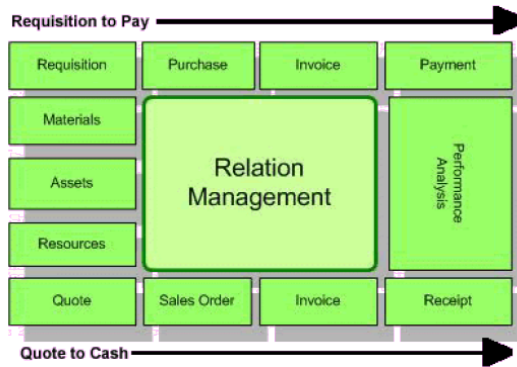 Requisition to Pay
Requisition
Purchase
Invoice
Payment
Materials
Assets
Resources
Relation
Management
Performance
Analysis
Quote
Sales Order
Invoice
Receipt
Quote to Cash